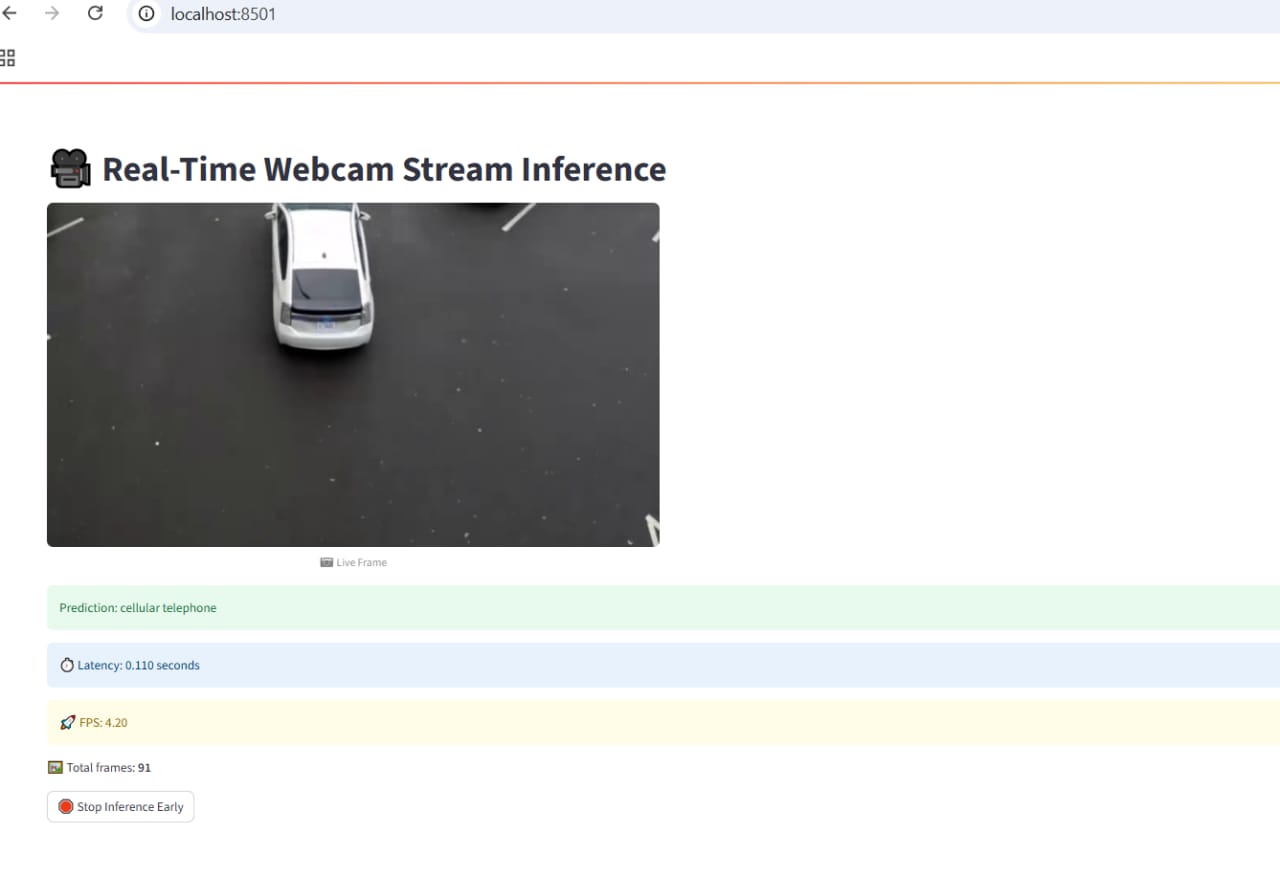 localhost:8501
Real-Time Webcam Stream Inference
Live Frame
Prediction: cellular telephone
Latency: 0.110 seconds
FPS: 4.20
Total frames: 91
Stop Inference Early